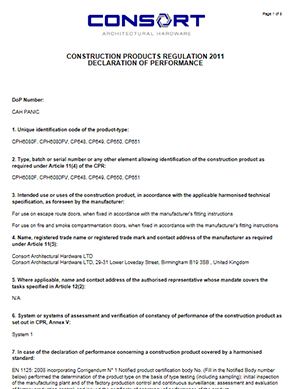 Page 1 of 8
CONSORT
ARCHITECTURAL HARDWARE
CONSTRUCTION PRODUCTS REGULATION 2011
DECLARATION OF PERFORMANCE
DoP Number:
CAH PANIC
1. Unique identification code of the product-type:
CPH6080F, CPH6080FV, CP648, CP649, CP650, CP651
2. Type, batch or serial number or any other element allowing identification of the construction product as
required under Article 11(4) of the CPR:
CPH6080F, CPH6080FV, CP648, CP649, CP650, CP651
3. Intended use or uses of the construction product, in accordance with the applicable harmonised technical
specification, as foreseen by the manufacturer:
For use on escape route doors, when fixed in accordance with the manufacturer's fitting instructions
For use on fire and smoke compartmentation doors, when fixed in accordance with the manufacturer's fitting instructions
4. Name, registered trade name or registered trade mark and contact address of the manufacturer as required
under Article 11(5):
Consort Architectural Hardware LTD
Consort Architectural Hardware LTD, 29-31 Lower Loveday Street, Birmingham B19 3SB , United Kingdom
5. Where applicable, name and contact address of the authorised representative whose mandate covers the
tasks specified in Article 12(2):
N/A
6. System or systems of assessment and verification of constancy of performance of the construction product as
set out in CPR, Annex V:
System 1
7. In case of the declaration of performance concerning a construction product covered by a harmonised
standard:
EN 1125: 2008 incorporating Corrigendum N° 1 Notified product certification body No. (Fill in the Notified Body number
below) performed the determination of the product type on the basis of type testing (including sampling); initial inspection
of the manufacturing plant and of the factory production control and continuous surveillance; assessment and evaluation